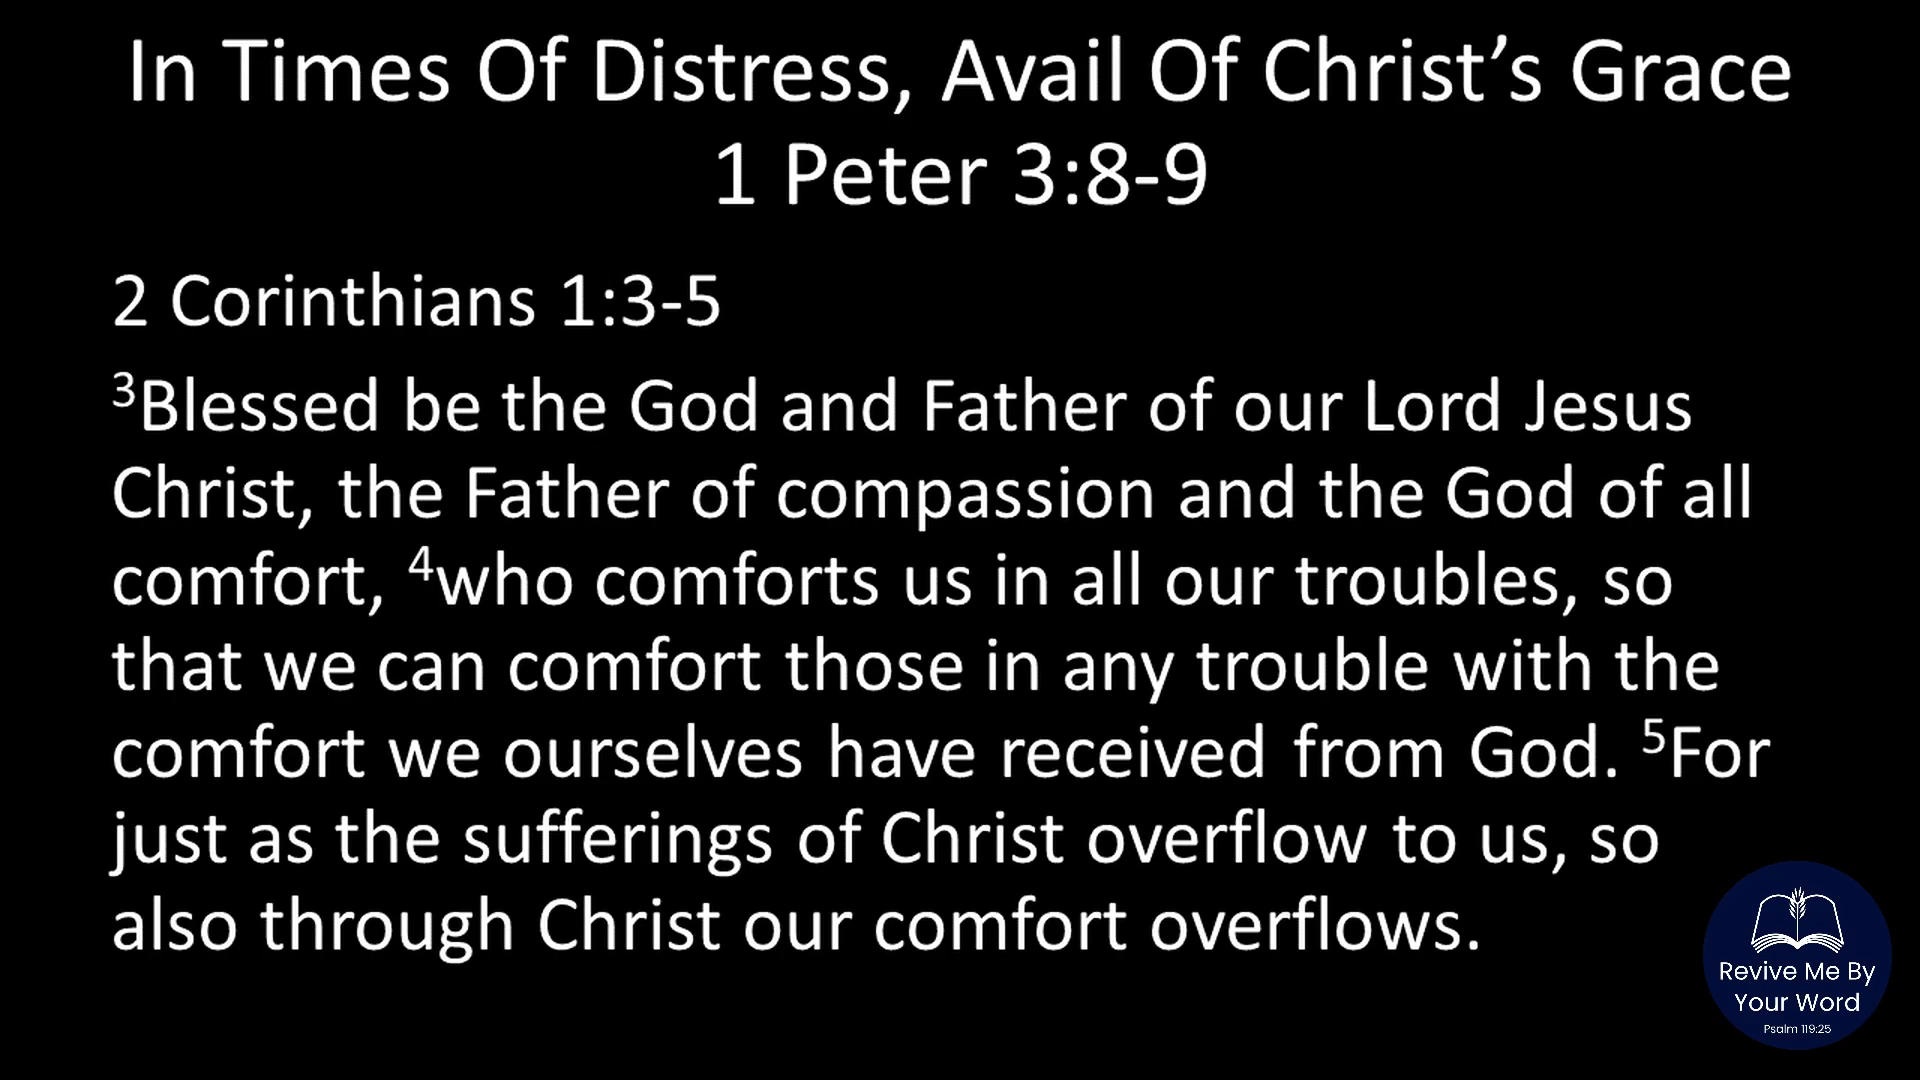 In Times Of Distress, Avail Of Christ’s Grace
1 Peter 3:8-9
2 Corinthians 1:3-5
³Blessed be the God and Father of our Lord Jesus
Christ, the Father of compassion and the God of all
comfort, ⁴who comforts us in all our troubles, so
that we can comfort those in any trouble with the
comfort we ourselves have received from God. ⁵For
just as the sufferings of Christ overflow to us, so
also through Christ our comfort overflows.
Revive Me By
Your Word
Psalm 119:25